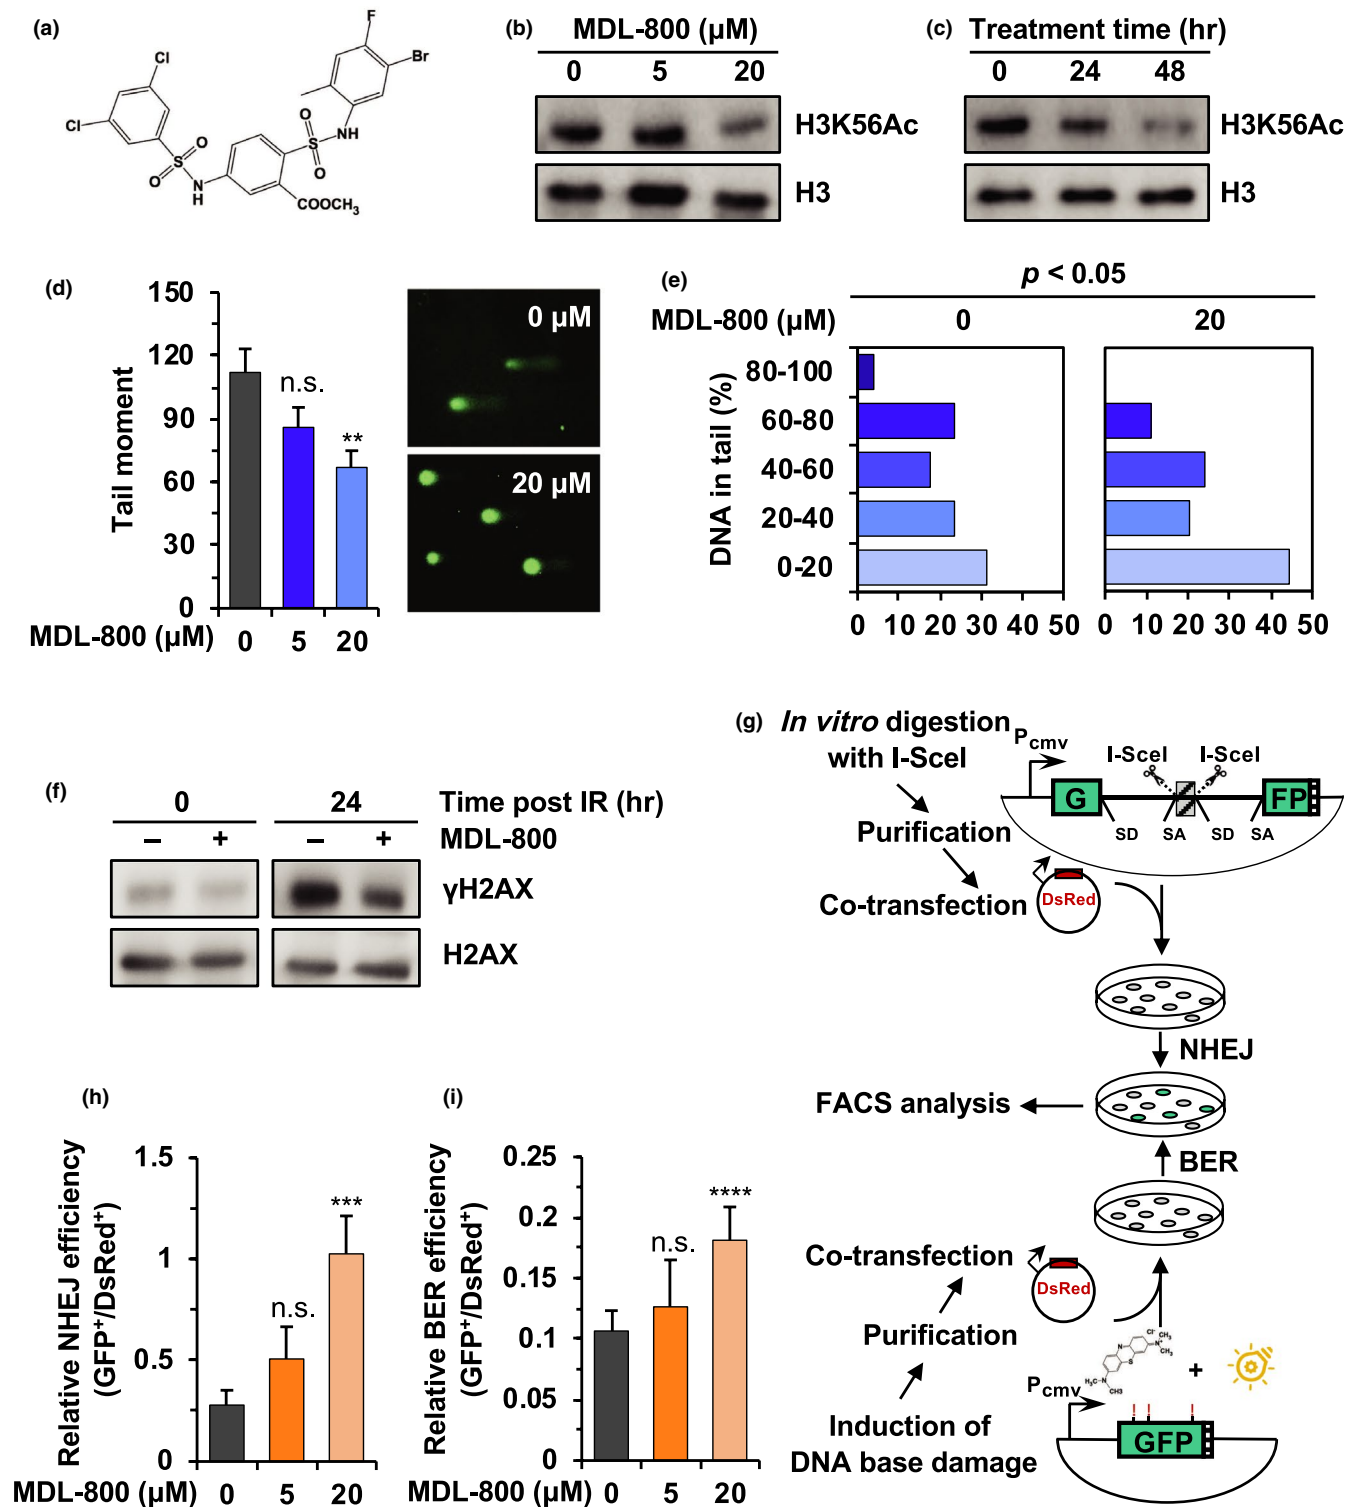 (a)
F
Br
Cl
Cl
O
O
S
NH
O
O
S
N
H
COOCH3
(b)
MDL-800 (µM)
0 5 20
H3K56Ac
H3
(c)
Treatment time (hr)
0 24 48
H3K56Ac
H3
(d)
150
120
90
60
30
0
Tail moment
n.s.
**
MDL-800 (µM) 0 5 20
0 µM
20 µM
(e)
p < 0.05
MDL-800 (µM) 0 20
DNA in tail (%)
80-100
60-80
40-60
20-40
0-20
0 10 20 30 40 50
0 10 20 30 40 50
(f)
0 24 Time post IR (hr)
– + – + MDL-800
γH2AX
H2AX
(g)
In vitro digestion
with I-SceI
Purification
Co-transfection
Pcmv
I-SceI I-SceI
G FP
SD SA SD SA
DsRed
NHEJ
FACS analysis
BER
Co-transfection
DsRed
Purification
Induction of
DNA base damage
Cl-
CH3
N
N+
CH3
S
H3C
N
CH3
+
Pcmv
! ! !
GFP
(h)
Relative NHEJ efficiency
(GFP+/DsRed+)
1.5
1
0.5
0
n.s.
***
MDL-800 (µM) 0 5 20
(i)
Relative BER efficiency
(GFP+/DsRed+)
0.25
0.2
0.15
0.1
0.05
0
n.s.
****
MDL-800 (µM) 0 5 20